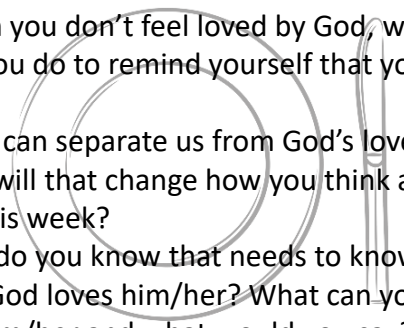 you don't feel loved by God, w
ou do to remind yourself that yo
can separate us from God's love
will that change how you think a
is week?
do you know that needs to know
God loves him/her? What can yo